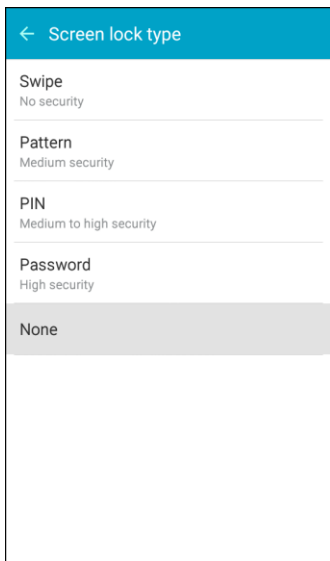 Screen lock type
Swipe
No security
Pattern
Medium security
PIN
Medium to high security
Password
High security
None